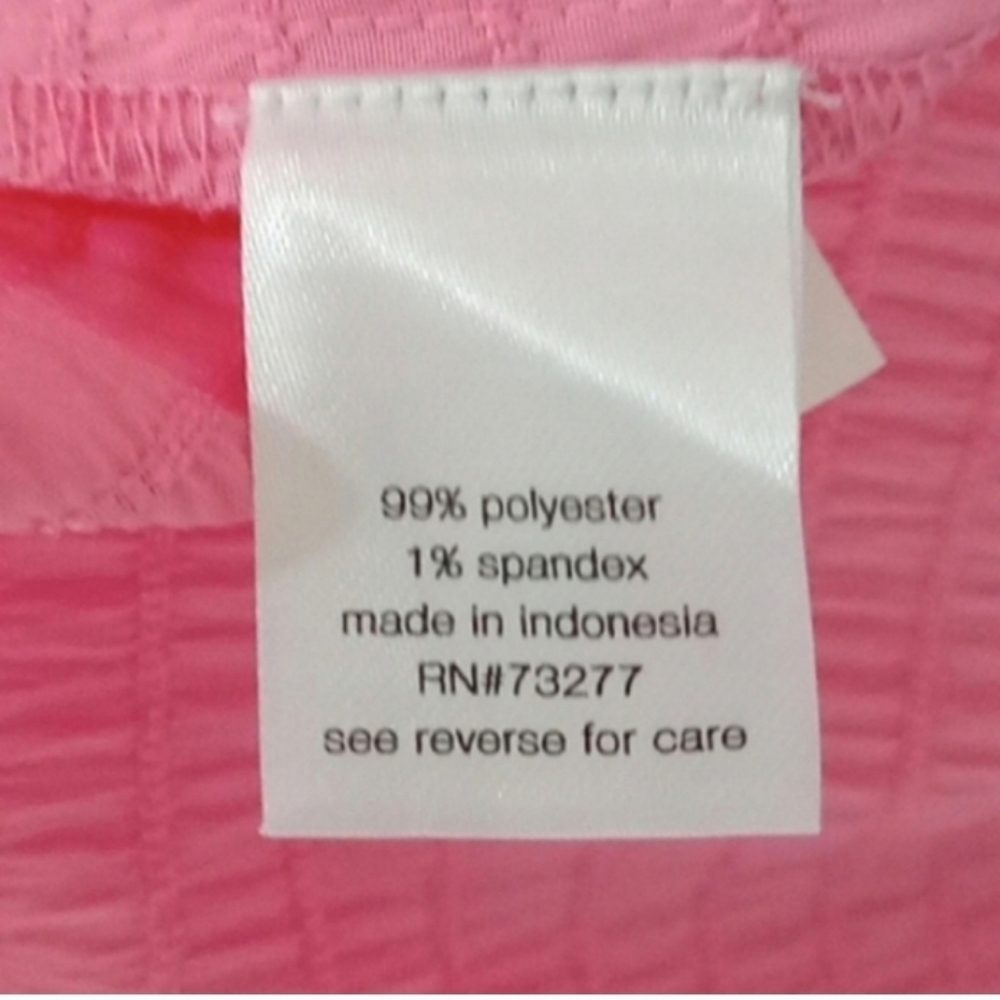 99% polyester
1% spandex
made in indonesia
RN#73277
see reverse for care